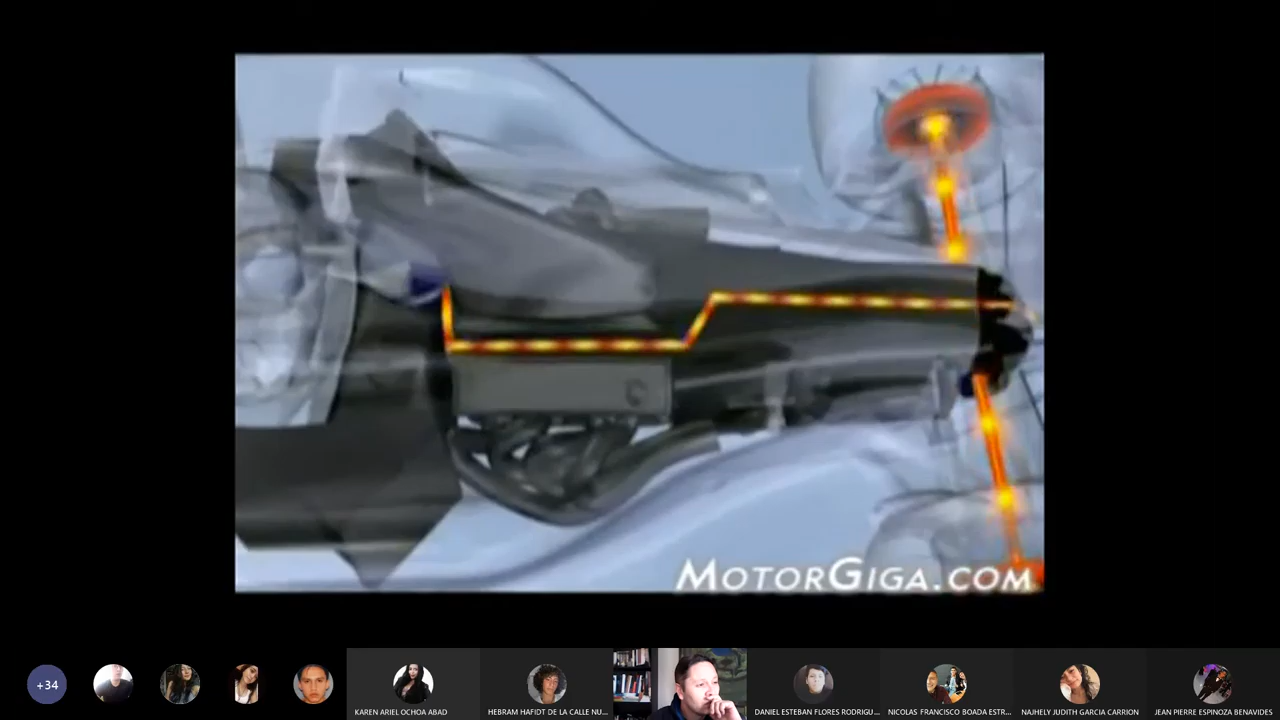 MOTORGIGA.COM
+34
KAREN ARIEL OCHOA ABAD
HEBRAM HAFIDT DE LA CALLE NU...
DANIEL ESTEBAN FLORES RODRIGU...
NICOLAS FRANCISCO BOADA ESTR...
NAJHELY JUDITH GARCIA CARRION
JEAN PIERRE ESPINOZA BENAVIDES